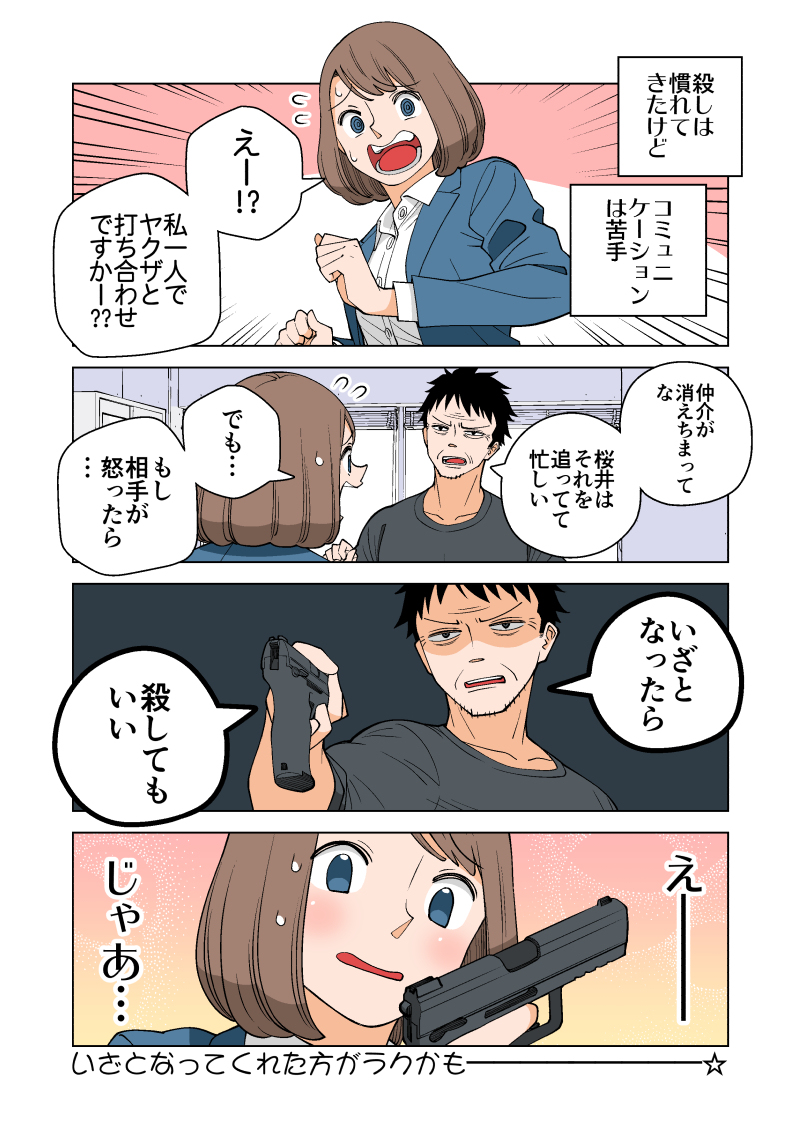 殺しは
慣れて
きたけど
コミュニ
ケーション
は苦手
えー!?
私一人で
ヤクザと
打ち合わせ
ですかー??
仲介が
消えちまって
な
桜井は
それを
追ってて
忙しい
でも…
もし
相手が
怒ったら
…
いざと
なったら
殺しても
いい
えーーー
じゃあ…
いざとなってくれた方がラクかも―――――☆